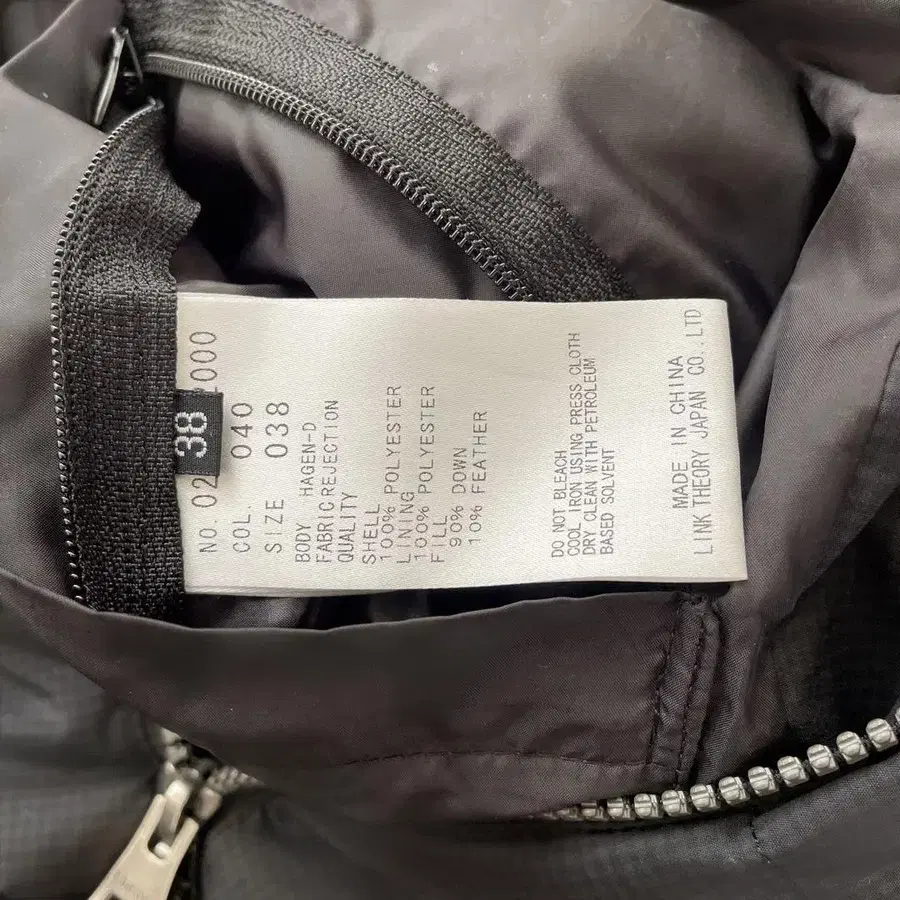 NO. 02 2000
38
COL. 040
SIZE 038
BODY HAGEN-D
FABRIC REJECTION
QUALITY
SHELL
100% POLYESTER
LINING
100% POLYESTER
FILL
90% DOWN
10% FEATHER
DO NOT BLEACH
COOL IRON USING PRESS CLOTH
DRY CLEAN WITH PETROLEUM
BASED SOLVENT
MADE IN CHINA
LINK THEORY JAPAN CO., LTD